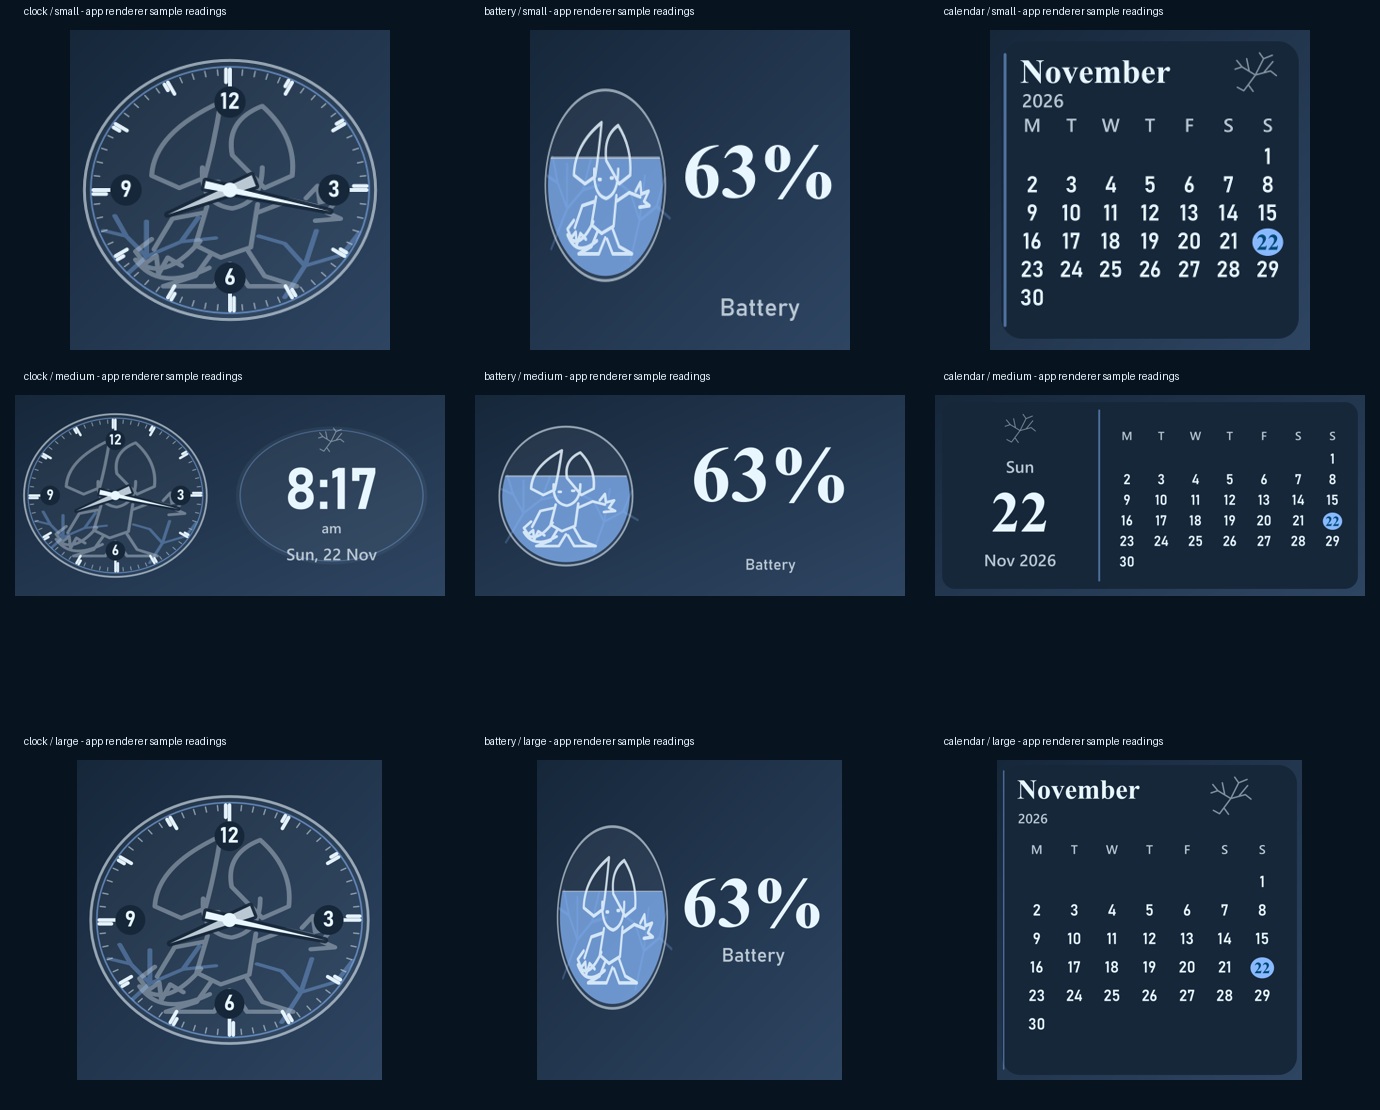 clock / small - app renderer sample readings
12
9
3
6
battery / small - app renderer sample readings
63%
Battery
calendar / small - app renderer sample readings
November
2026
M T W T F S S
1
2 3 4 5 6 7 8
9 10 11 12 13 14 15
16 17 18 19 20 21 22
23 24 25 26 27 28 29
30
clock / medium - app renderer sample readings
12
9
3
6
8:17
am
Sun, 22 Nov
battery / medium - app renderer sample readings
63%
Battery
calendar / medium - app renderer sample readings
Sun
22
Nov 2026
M T W T F S S
1
2 3 4 5 6 7 8
9 10 11 12 13 14 15
16 17 18 19 20 21 22
23 24 25 26 27 28 29
30
clock / large - app renderer sample readings
12
9
3
6
battery / large - app renderer sample readings
63%
Battery
calendar / large - app renderer sample readings
November
2026
M T W T F S S
1
2 3 4 5 6 7 8
9 10 11 12 13 14 15
16 17 18 19 20 21 22
23 24 25 26 27 28 29
30